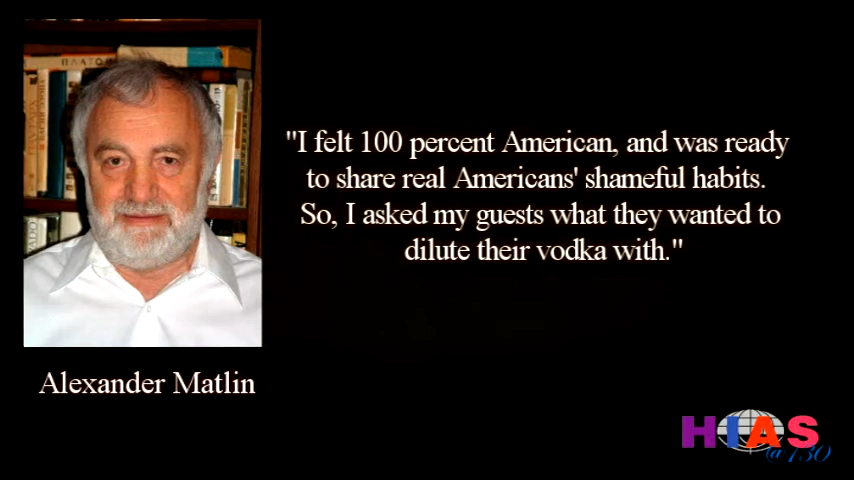 "I felt 100 percent American, and was ready
to share real Americans' shameful habits.
So, I asked my guests what they wanted to
dilute their vodka with."
Alexander Matlin
HIAS
@130
ПЛАТОН